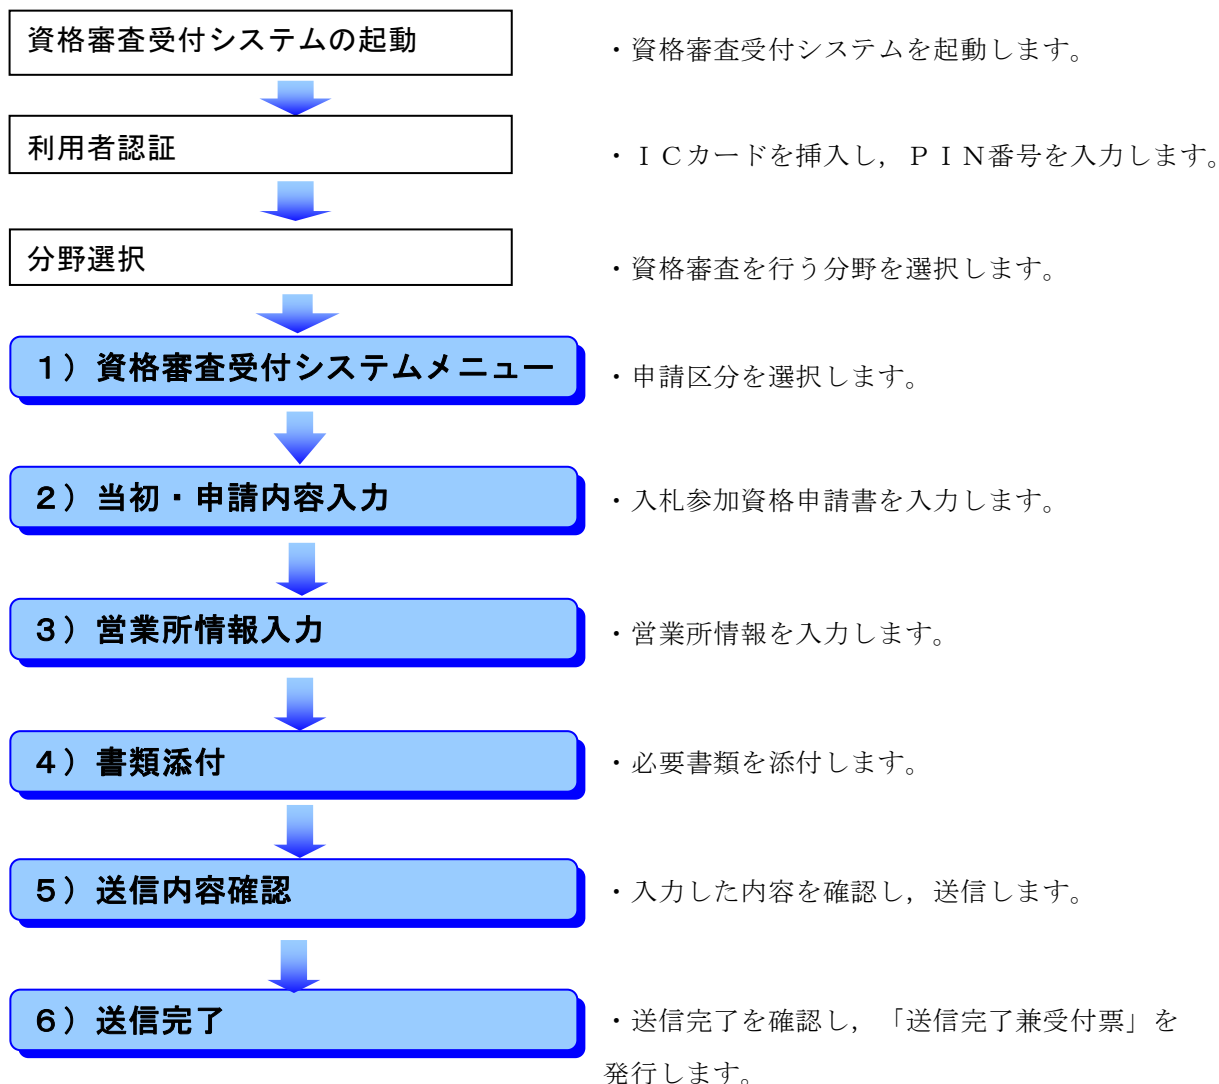 資格審査受付システムの起動
・資格審査受付システムを起動します。
利用者認証
・ＩＣカードを挿入し，ＰＩＮ番号を入力します。
分野選択
・資格審査を行う分野を選択します。
１）資格審査受付システムメニュー
・申請区分を選択します。
２）当初・申請内容入力
・入札参加資格申請書を入力します。
３）営業所情報入力
・営業所情報を入力します。
４）書類添付
・必要書類を添付します。
５）送信内容確認
・入力した内容を確認し，送信します。
６）送信完了
・送信完了を確認し，「送信完了兼受付票」を
発行します。